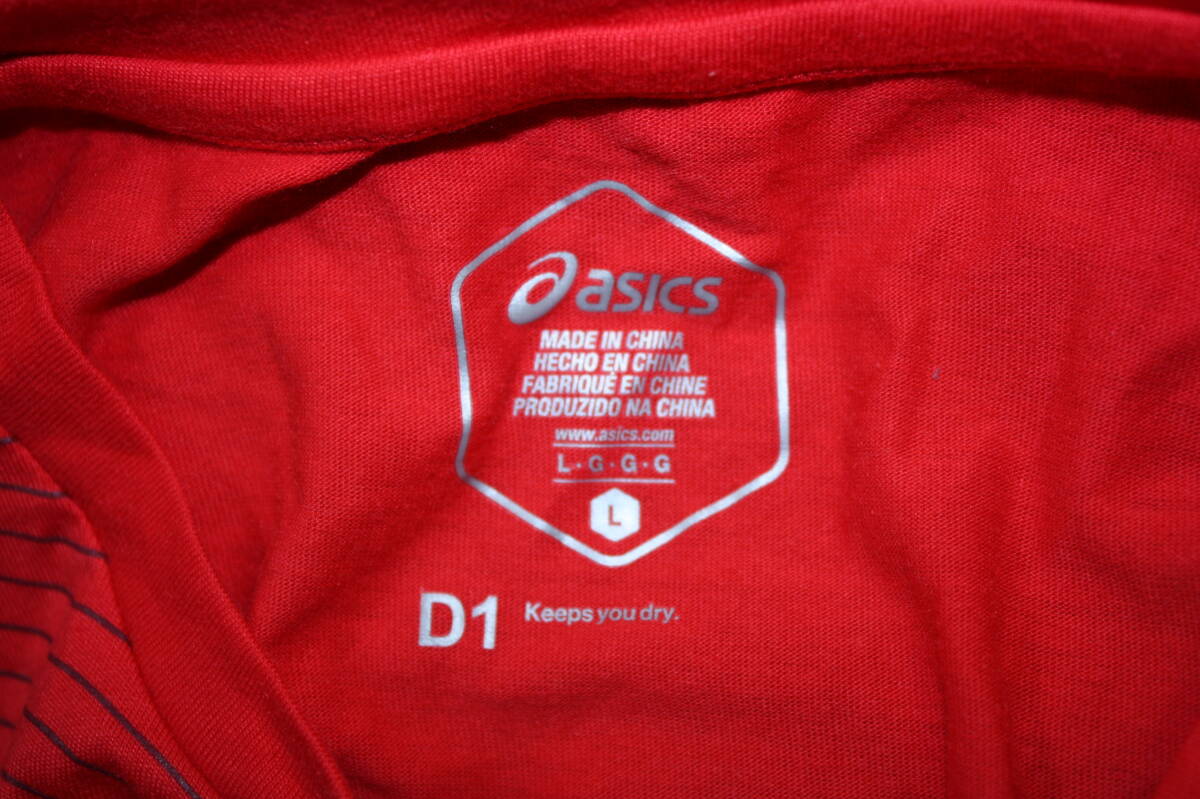 asics
MADE IN CHINA
HECHO EN CHINA
FABRIQUÉ EN CHINE
PRODUZIDO NA CHINA
www.asics.com
L·G·G·G
L
D1 Keeps you dry.